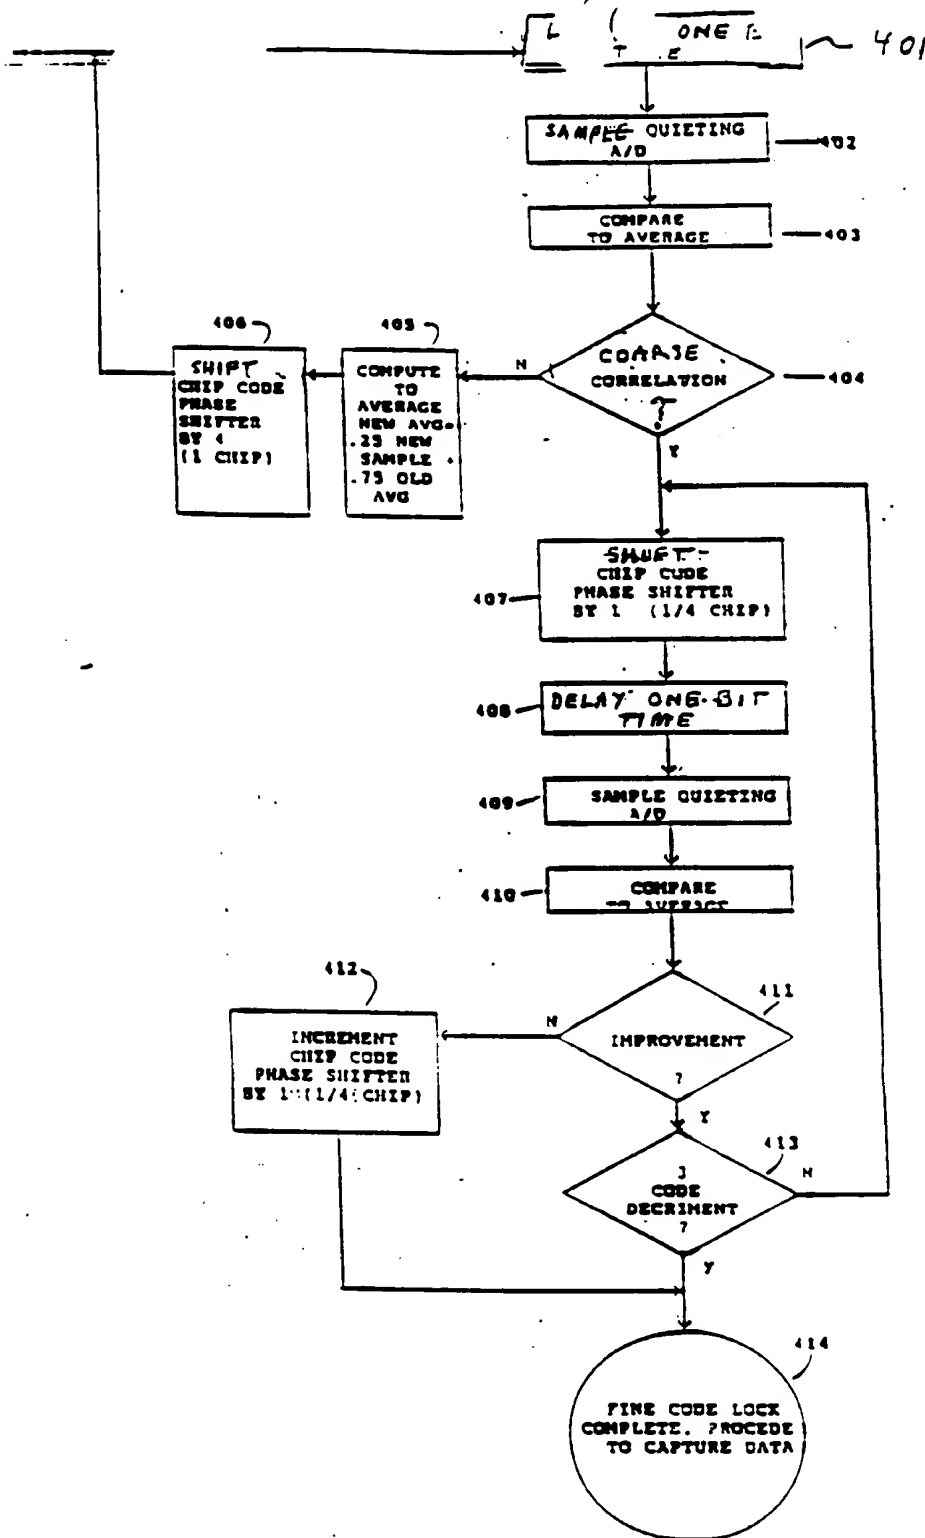 ONE
401
SAMPLE QUIETING
A/D
402
COMPARE
TO AVERAGE
403
COARSE
CORRELATION
?
404
N
Y
405
COMPUTE
TO
AVERAGE
NEW AVG=
.25 NEW
SAMPLE +
.75 OLD
AVG
406
SHIFT
CHIP CODE
PHASE
SHIFTER
BY 4
(1 CHIP)
407
SHIFT
CHIP CODE
PHASE SHIFTER
BY 1 (1/4 CHIP)
408
DELAY ONE-BIT
TIME
409
SAMPLE QUIETING
A/D
410
COMPARE
TO AVERAGE
411
IMPROVEMENT
?
N
Y
412
INCREMENT
CHIP CODE
PHASE SHIFTER
BY 1 (1/4 CHIP)
413
3
CODE
DECRIMENT
?
N
Y
414
FINE CODE LOCK
COMPLETE. PROCEDE
TO CAPTURE DATA